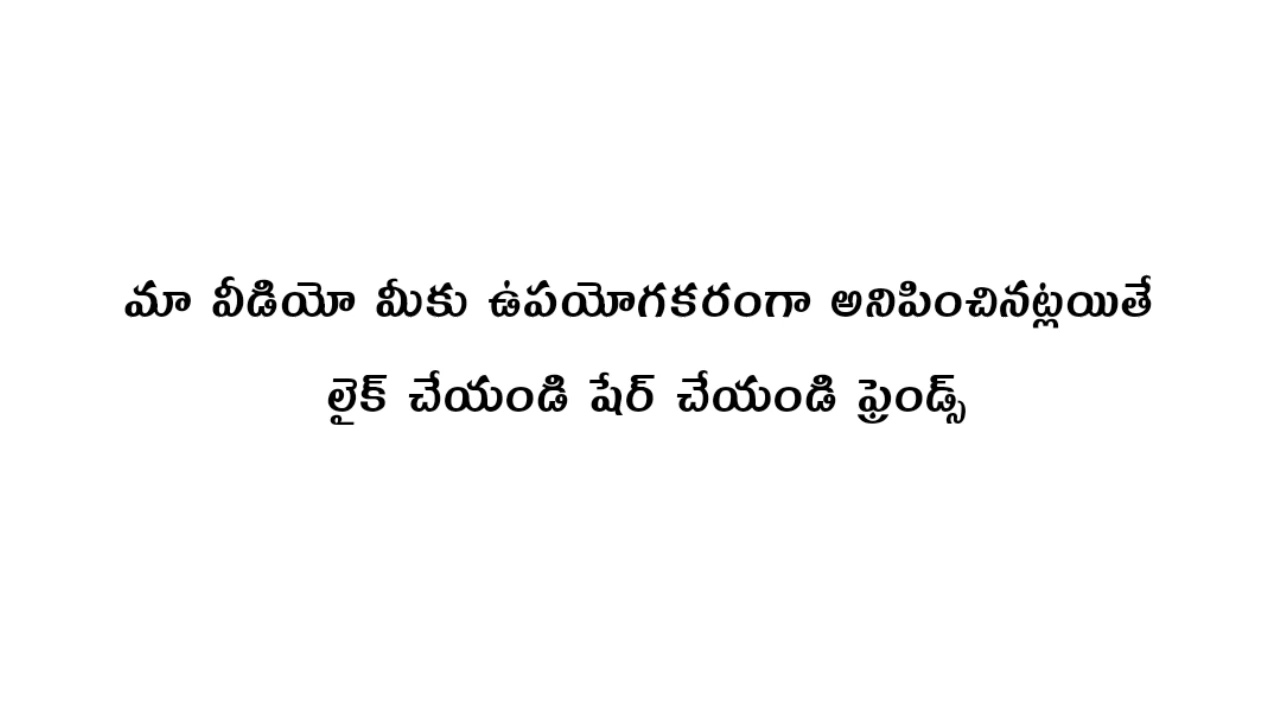 మా వీడియో మీకు ఉపయోగకరంగా అనిపించినట్లయితే
లైక్ చేయండి షేర్ చేయండి ఫ్రెండ్స్